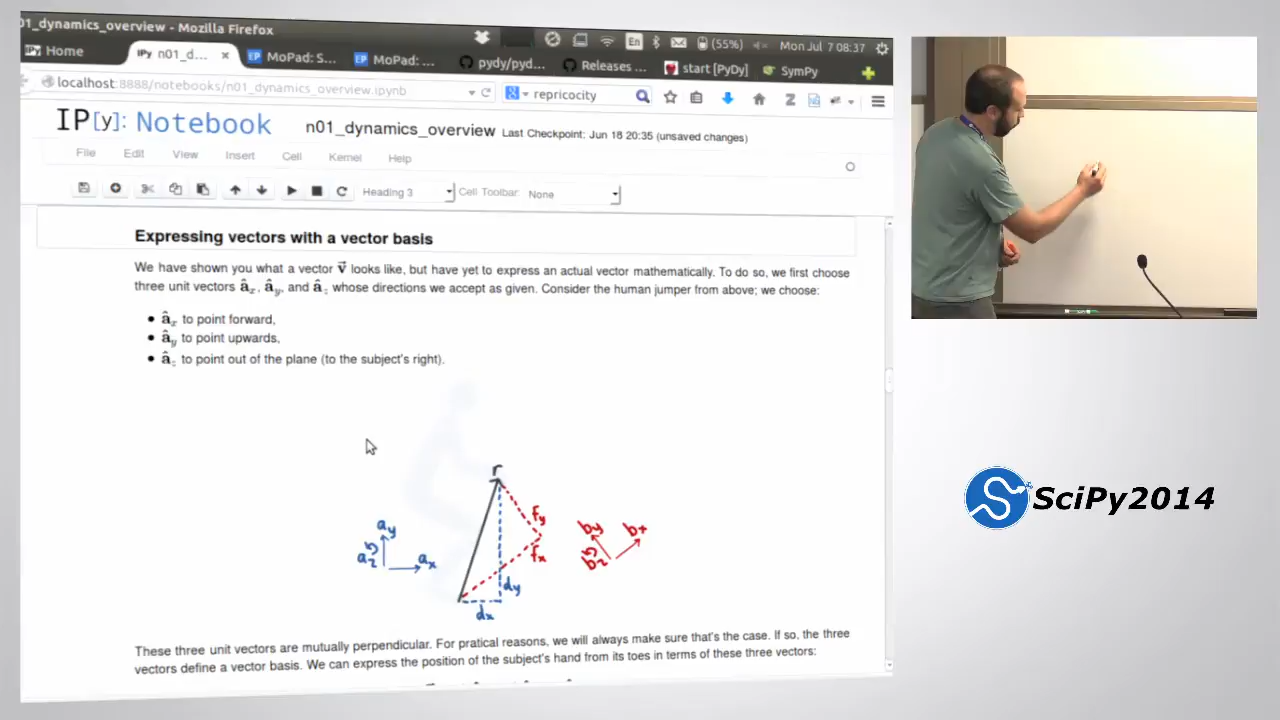 01_dynamics_overview - Mozilla Firefox
En (55%) Mon Jul 7 08:37
IPy Home IPy n01_d... EP MoPad: S... EP MoPad: ... pydy/pyd... Releases ... start [PyDy] SymPy
localhost:8888/notebooks/n01_dynamics_overview.ipynb repricocity
IP[y]: Notebook n01_dynamics_overview Last Checkpoint: Jun 18 20:35 (unsaved changes)
File Edit View Insert Cell Kernel Help
Heading 3 Cell Toolbar: None
Expressing vectors with a vector basis
We have shown you what a vector v⃗ looks like, but have yet to express an actual vector mathematically. To do so, we first choose
three unit vectors âx, ây, and âz whose directions we accept as given. Consider the human jumper from above; we choose:
• âx to point forward,
• ây to point upwards,
• âz to point out of the plane (to the subject's right).
r
ay
az
ax
fy
fx
dy
dx
by
bz
These three unit vectors are mutually perpendicular. For pratical reasons, we will always make sure that's the case. If so, the three
vectors define a vector basis. We can express the position of the subject's hand from its toes in terms of these three vectors:
SciPy2014